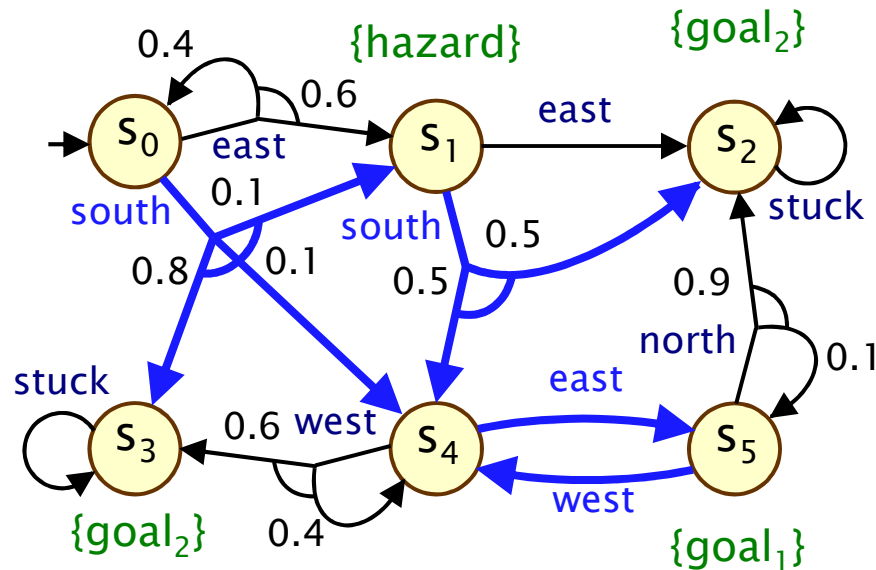 0.4
{hazard}
{goal₂}
0.6
s₀
east
s₁
east
s₂
stuck
south
0.1
south
0.5
0.8
0.1
0.5
0.9
north
0.1
stuck
east
0.6
west
s₃
s₄
s₅
west
0.4
{goal₂}
{goal₁}